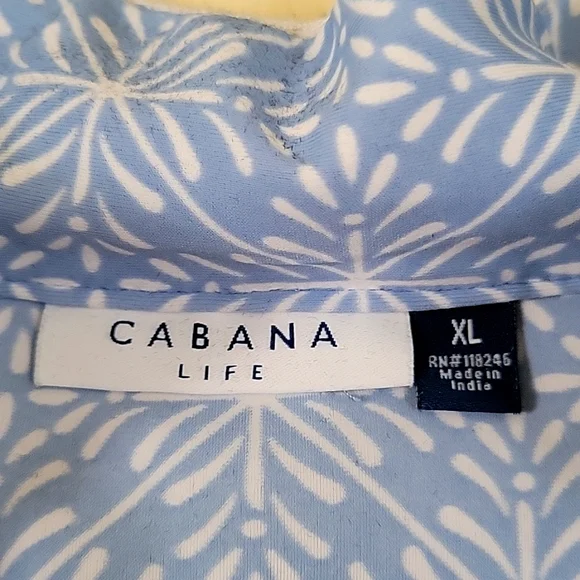 CABANA
LIFE
XL
RN#118246
Made in
India